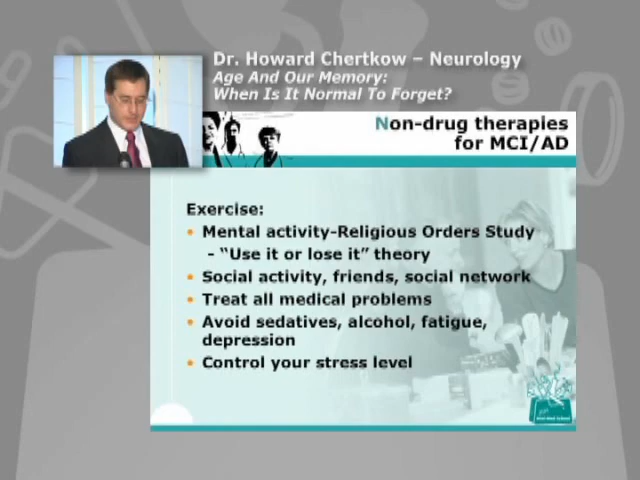 Dr. Howard Chertkow – Neurology
Age And Our Memory:
When Is It Normal To Forget?
Non-drug therapies
for MCI/AD
Exercise:
• Mental activity-Religious Orders Study
- “Use it or lose it” theory
• Social activity, friends, social network
• Treat all medical problems
• Avoid sedatives, alcohol, fatigue,
depression
• Control your stress level